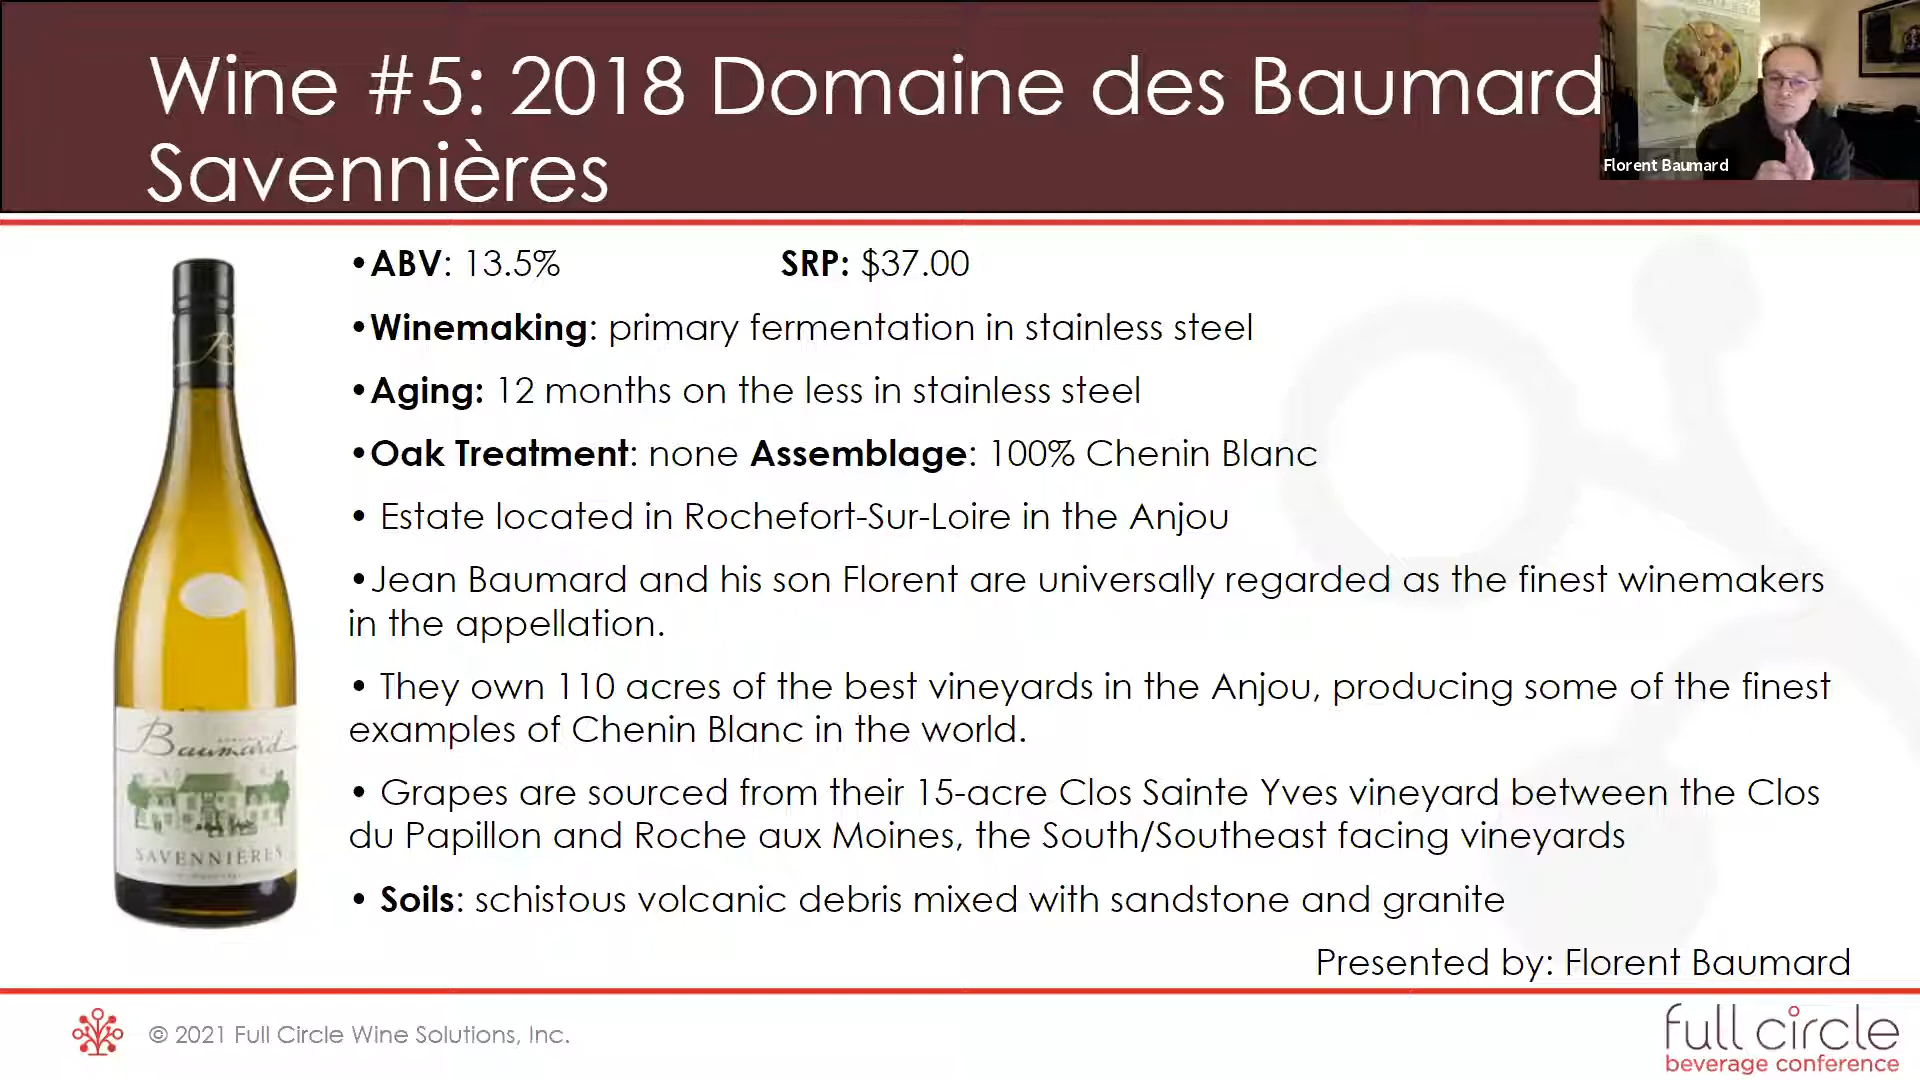 Wine #5: 2018 Domaine des Baumard
Savennières
Florent Baumard
•ABV: 13.5% SRP: $37.00
•Winemaking: primary fermentation in stainless steel
•Aging: 12 months on the less in stainless steel
•Oak Treatment: none Assemblage: 100% Chenin Blanc
• Estate located in Rochefort-Sur-Loire in the Anjou
•Jean Baumard and his son Florent are universally regarded as the finest winemakers
in the appellation.
• They own 110 acres of the best vineyards in the Anjou, producing some of the finest
examples of Chenin Blanc in the world.
• Grapes are sourced from their 15-acre Clos Sainte Yves vineyard between the Clos
du Papillon and Roche aux Moines, the South/Southeast facing vineyards
• Soils: schistous volcanic debris mixed with sandstone and granite
Presented by: Florent Baumard
Baumard
SAVENNIÈRES
© 2021 Full Circle Wine Solutions, Inc.
full circle
beverage conference